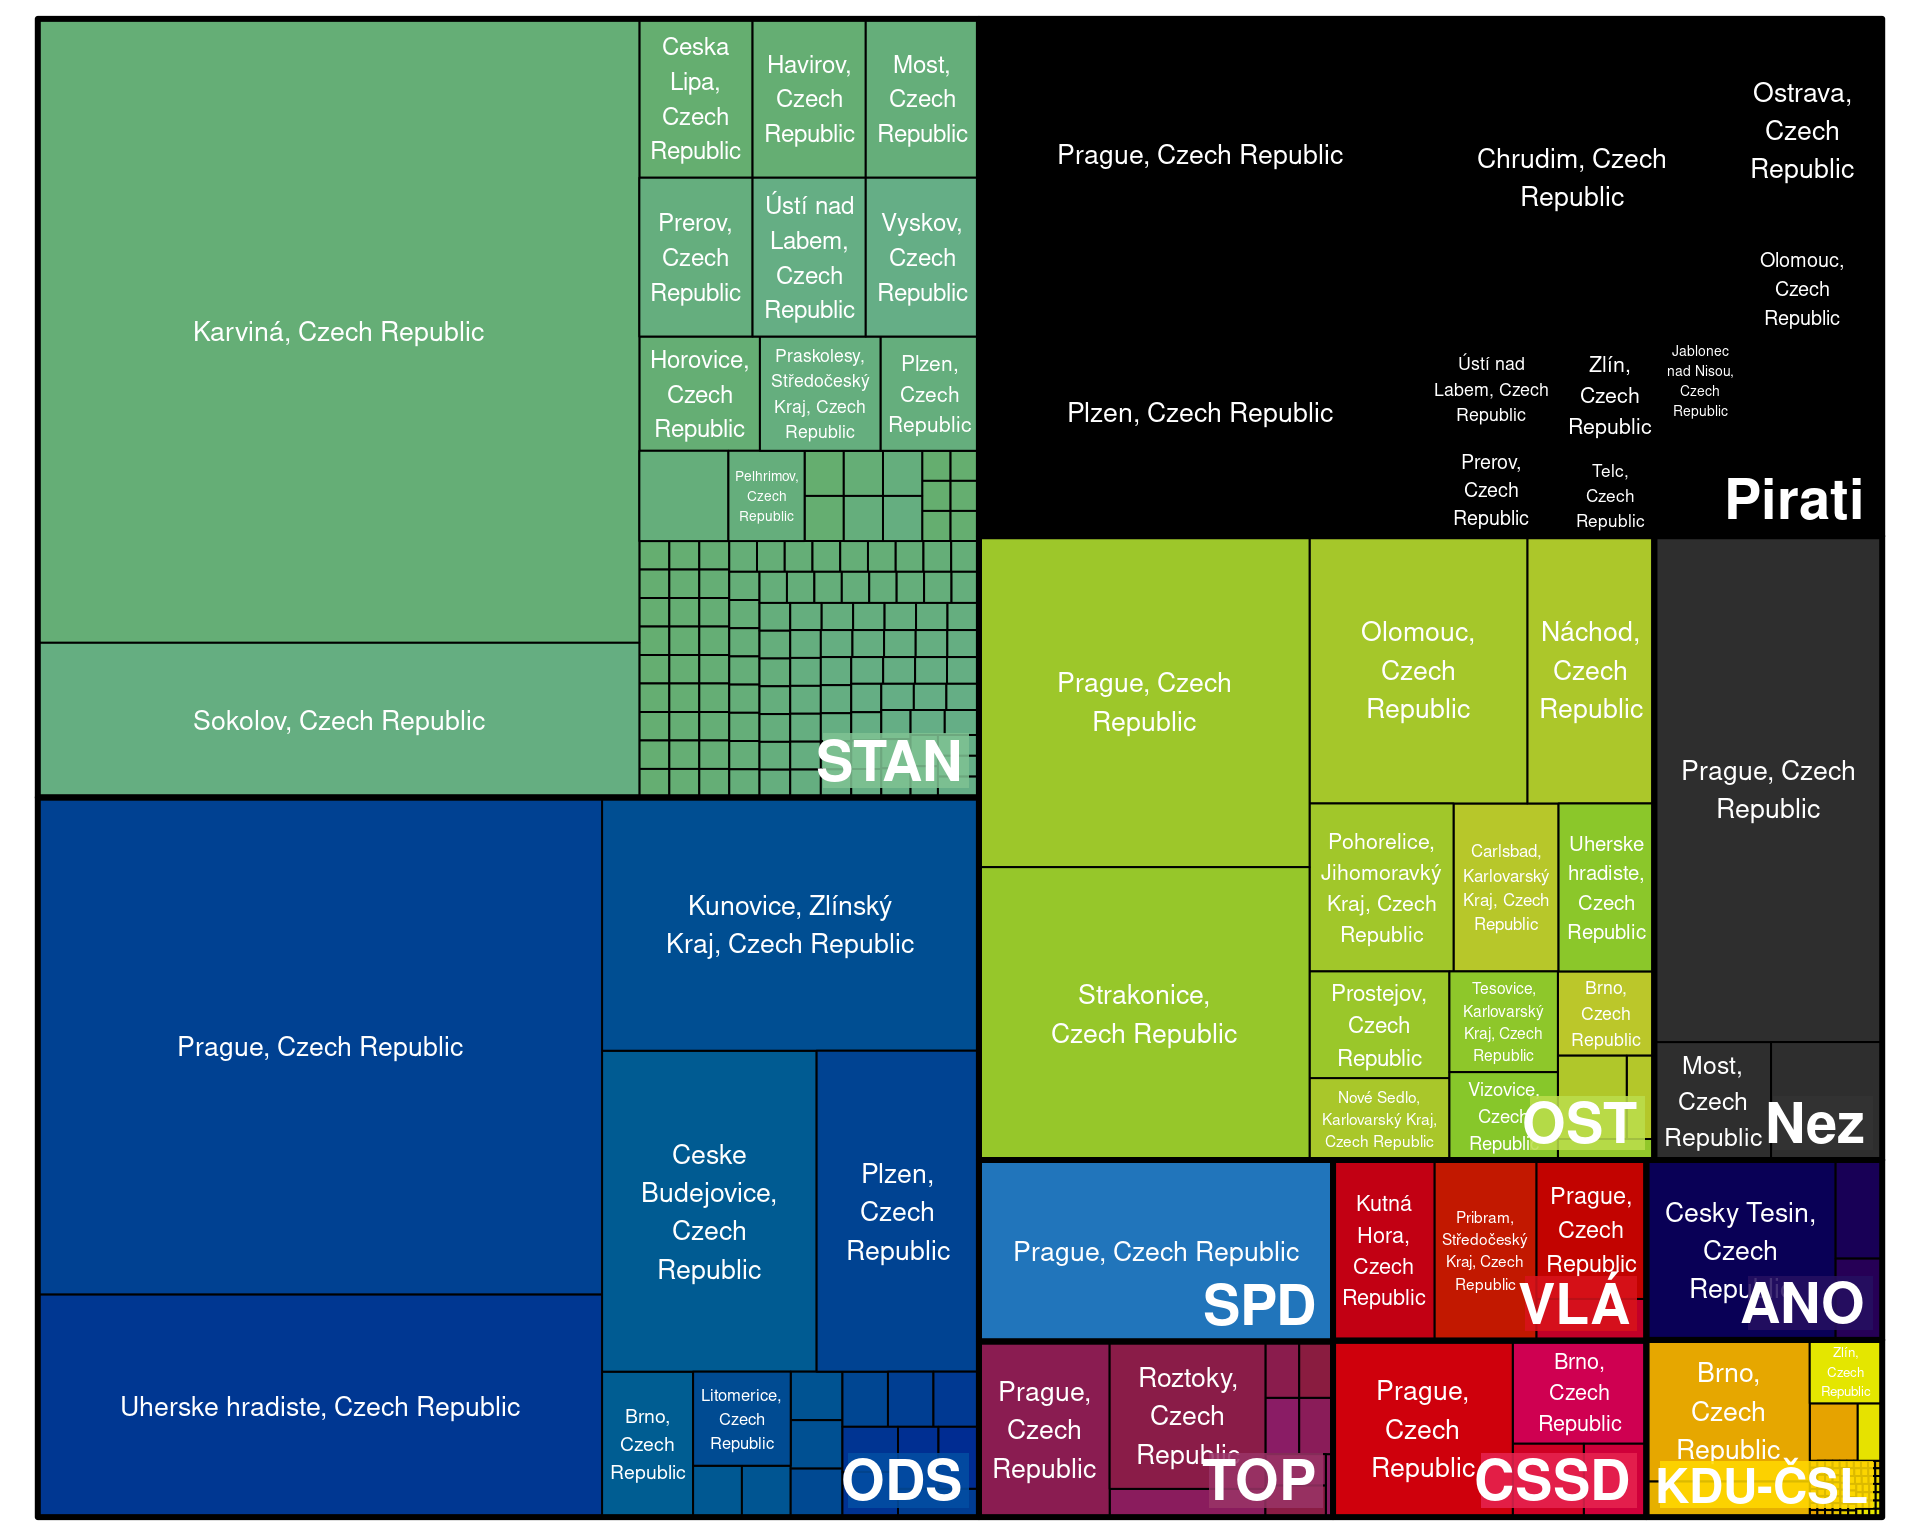 Karviná, Czech Republic
Sokolov, Czech Republic
Ceska
Lipa,
Czech
Republic
Havirov,
Czech
Republic
Most,
Czech
Republic
Prerov,
Czech
Republic
Ústí nad
Labem,
Czech
Republic
Vyskov,
Czech
Republic
Horovice,
Czech
Republic
Praskolesy,
Středočeský
Kraj, Czech
Republic
Plzen,
Czech
Republic
Pelhrimov,
Czech
Republic
STAN
Prague, Czech Republic
Plzen, Czech Republic
Chrudim, Czech
Republic
Ostrava,
Czech
Republic
Olomouc,
Czech
Republic
Ústí nad
Labem, Czech
Republic
Zlín,
Czech
Republic
Jablonec
nad Nisou,
Czech
Republic
Prerov,
Czech
Republic
Telc,
Czech
Republic
Pirati
Prague, Czech
Republic
Strakonice,
Czech Republic
Olomouc,
Czech
Republic
Náchod,
Czech
Republic
Pohorelice,
Jihomoravký
Kraj, Czech
Republic
Carlsbad,
Karlovarský
Kraj, Czech
Republic
Uherske
hradiste,
Czech
Republic
Prostejov,
Czech
Republic
Tesovice,
Karlovarský
Kraj, Czech
Republic
Brno,
Czech
Republic
Nové Sedlo,
Karlovarský Kraj,
Czech Republic
Vizovice,
Czech
Republic
OST
Prague, Czech
Republic
Most,
Czech
Republic
Nez
Prague, Czech Republic
Uherske hradiste, Czech Republic
Kunovice, Zlínský
Kraj, Czech Republic
Ceske
Budejovice,
Czech
Republic
Plzen,
Czech
Republic
Brno,
Czech
Republic
Litomerice,
Czech
Republic
ODS
Prague, Czech Republic
SPD
Kutná
Hora,
Czech
Republic
Pribram,
Středočeský
Kraj, Czech
Republic
Prague,
Czech
Republic
VLÁ
Cesky Tesin,
Czech
Republic
ANO
Prague,
Czech
Republic
Roztoky,
Czech
Republic
TOP
Prague,
Czech
Republic
Brno,
Czech
Republic
CSSD
Brno,
Czech
Republic
Zlín,
Czech
Republic
KDU-ČSL